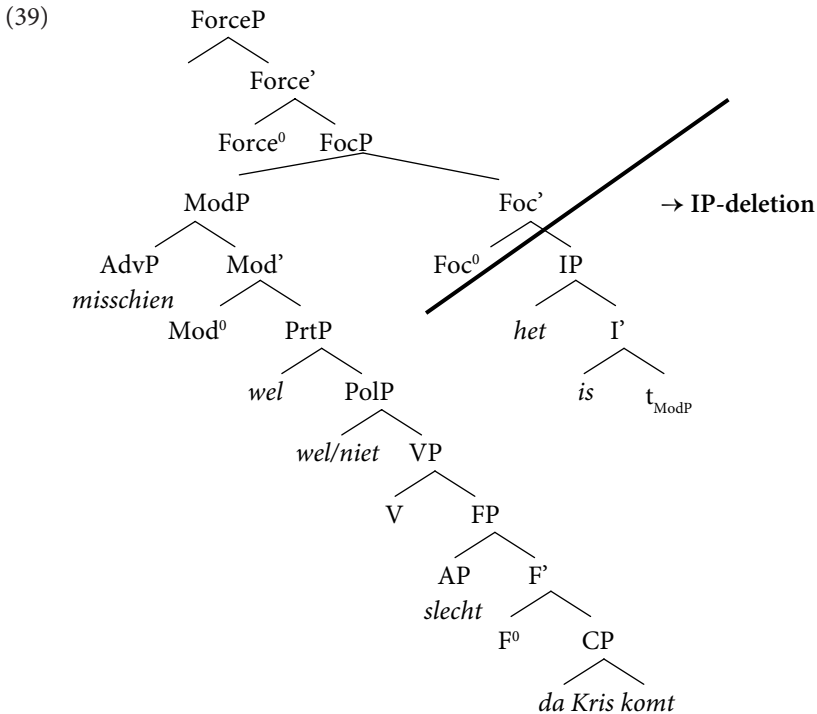 (39) ForceP
Force’
Force⁰ FocP
ModP Foc’ → IP-deletion
AdvP Mod’ Foc⁰ IP
misschien
Mod⁰ PrtP het I’
wel PolP is t_ModP
wel/niet VP
V FP
AP F’
slecht
F⁰ CP
da Kris komt